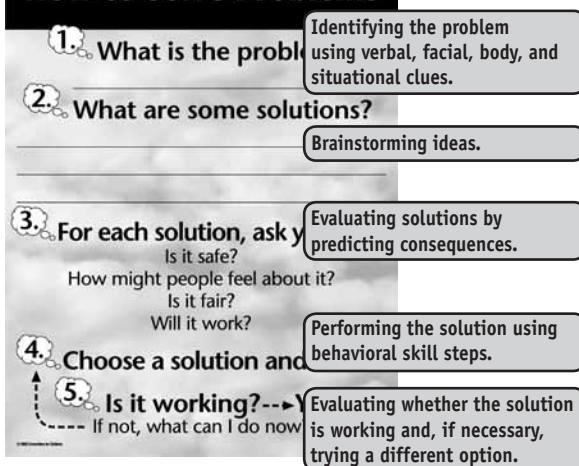 1. What is the
Identifying the problem
using verbal, facial, body, and
situational clues.
2. What are some solutions?
Brainstorming ideas.
3. For each solution, ask
Is it safe?
How might people feel about it?
Is it fair?
Will it work?
Evaluating solutions by
predicting consequences.
4. Choose a solution and
Performing the solution using
behavioral skill steps.
5. Is it working?
If not, what can I do now
Evaluating whether the solution
is working and, if necessary,
trying a different option.